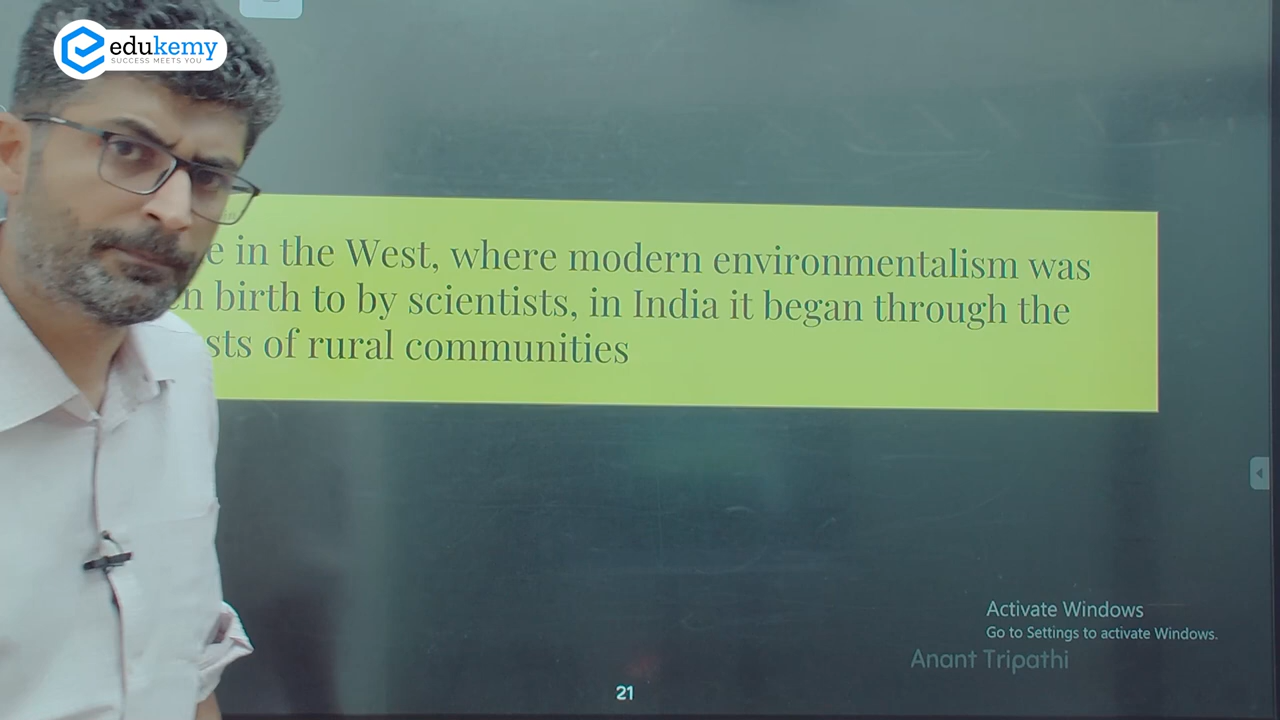 edukemy
SUCCESS MEETS YOU
e in the West, where modern environmentalism was
n birth to by scientists, in India it began through the
sts of rural communities
Activate Windows
Go to Settings to activate Windows.
Anant Tripathi
21